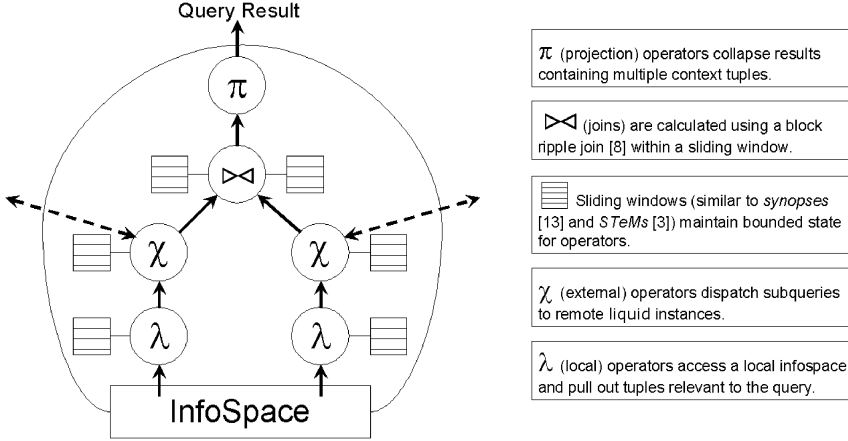 Query Result
π
⋈
χ
χ
λ
λ
InfoSpace
π (projection) operators collapse results
containing multiple context tuples.
⋈ (joins) are calculated using a block
ripple join [8] within a sliding window.
Sliding windows (similar to synopses
[13] and STeMs [3]) maintain bounded state
for operators.
χ (external) operators dispatch subqueries
to remote liquid instances.
λ (local) operators access a local infospace
and pull out tuples relevant to the query.